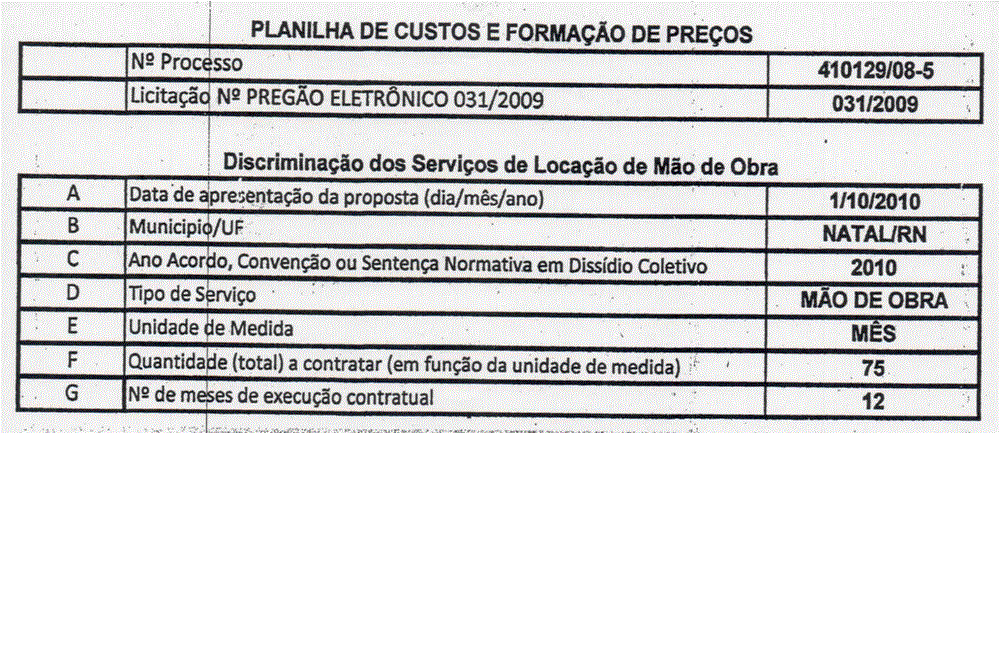 PLANILHA DE CUSTOS E FORMAÇÃO DE PREÇOS
Nº Processo 410129/08-5
Licitação Nº PREGÃO ELETRÔNICO 031/2009 031/2009
Discriminação dos Serviços de Locação de Mão de Obra
A Data de apresentação da proposta (dia/mês/ano) 1/10/2010
B Municipio/UF NATAL/RN
C Ano Acordo, Convenção ou Sentença Normativa em Dissídio Coletivo 2010
D Tipo de Serviço MÃO DE OBRA
E Unidade de Medida MÊS
F Quantidade (total) a contratar (em função da unidade de medida) 75
G Nº de meses de execução contratual 12